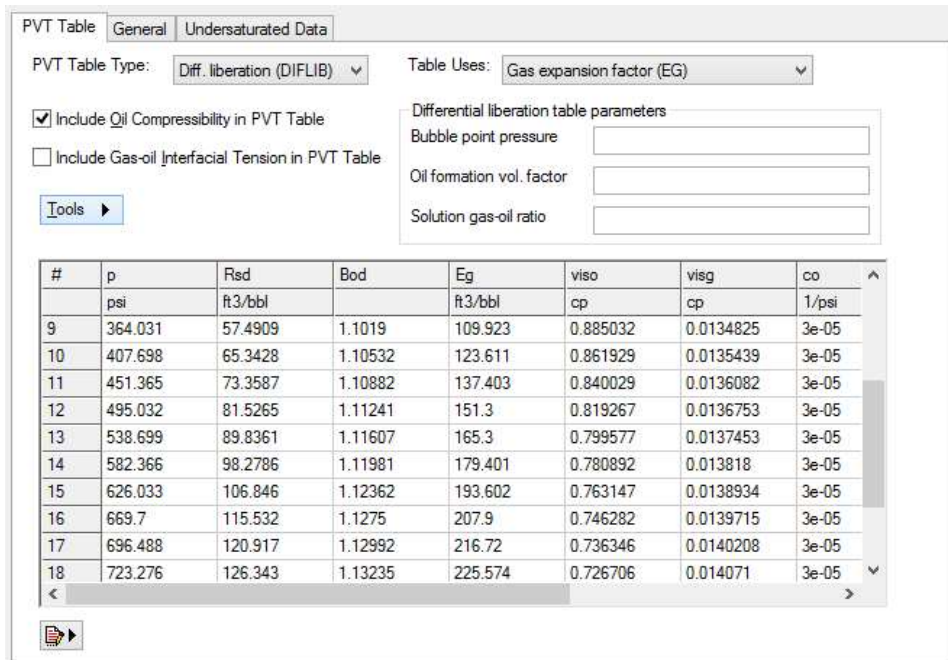 PVT Table General Undersaturated Data
PVT Table Type: Diff. liberation (DIFLIB) Table Uses: Gas expansion factor (EG)
Include Oil Compressibility in PVT Table
Include Gas-oil Interfacial Tension in PVT Table
Tools
Differential liberation table parameters
Bubble point pressure
Oil formation vol. factor
Solution gas-oil ratio
# p Rsd Bod Eg viso visg co
psi ft3/bbl ft3/bbl cp cp 1/psi
9 364.031 57.4909 1.1019 109.923 0.885032 0.0134825 3e-05
10 407.698 65.3428 1.10532 123.611 0.861929 0.0135439 3e-05
11 451.365 73.3587 1.10882 137.403 0.840029 0.0136082 3e-05
12 495.032 81.5265 1.11241 151.3 0.819267 0.0136753 3e-05
13 538.699 89.8361 1.11607 165.3 0.799577 0.0137453 3e-05
14 582.366 98.2786 1.11981 179.401 0.780892 0.013818 3e-05
15 626.033 106.846 1.12362 193.602 0.763147 0.0138934 3e-05
16 669.7 115.532 1.1275 207.9 0.746282 0.0139715 3e-05
17 696.488 120.917 1.12992 216.72 0.736346 0.0140208 3e-05
18 723.276 126.343 1.13235 225.574 0.726706 0.014071 3e-05